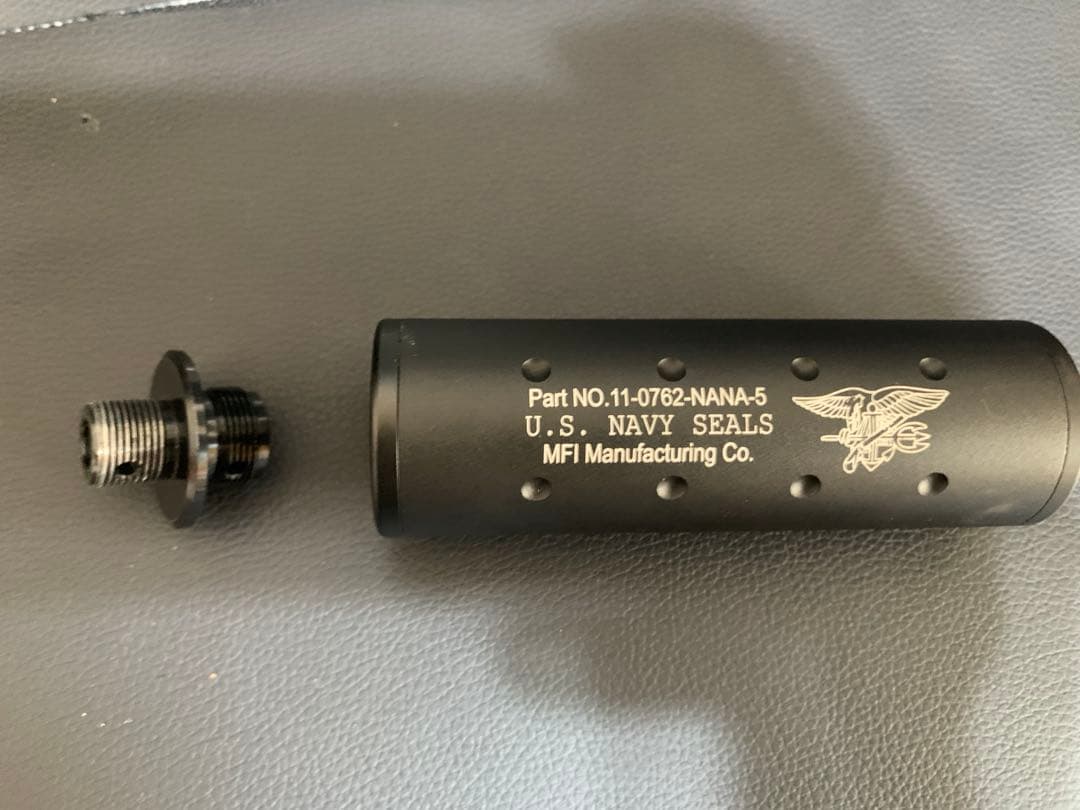 Part NO.11-0762-NANA-5
U.S. NAVY SEALS
MFI Manufacturing Co.